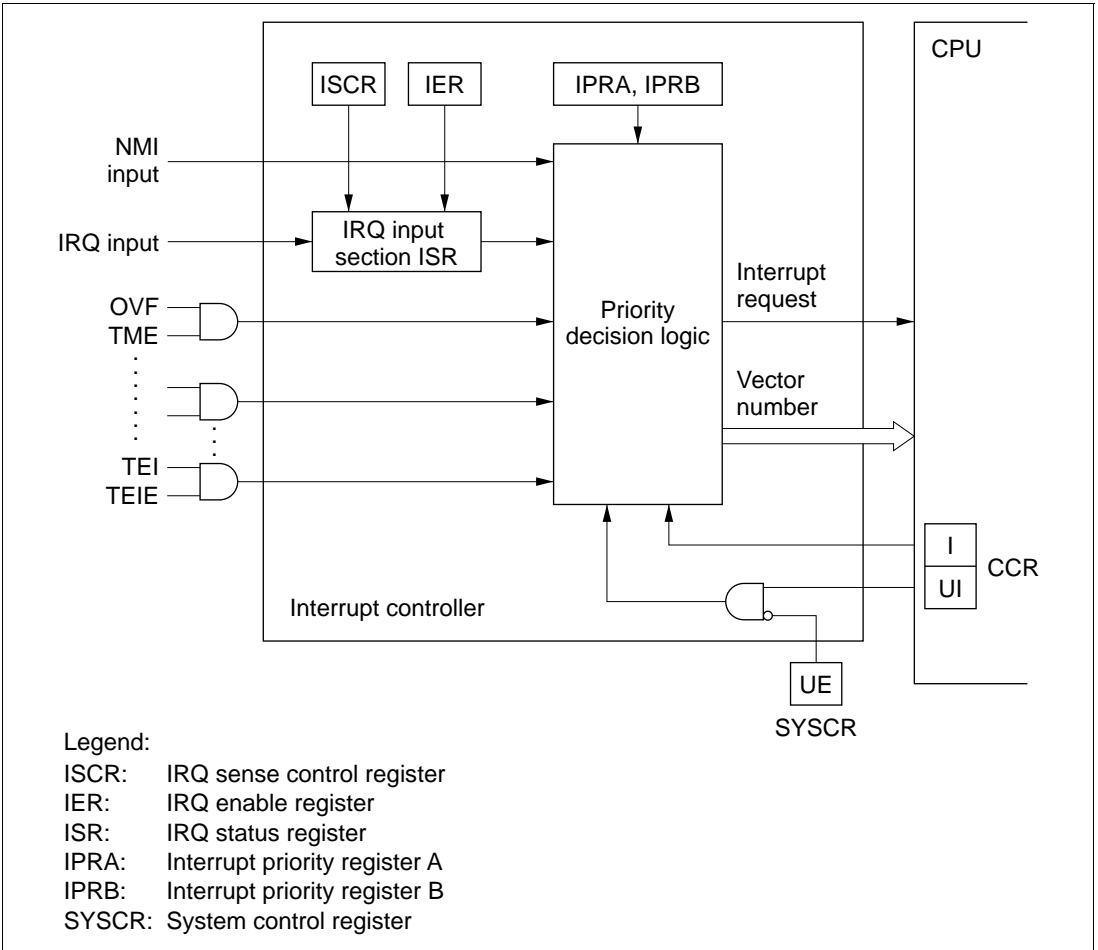 CPU
ISCR
IER
IPRA, IPRB
NMI
input
IRQ input
IRQ input
section ISR
OVF
TME
Priority
decision logic
Interrupt
request
Vector
number
TEI
TEIE
I
UI
CCR
Interrupt controller
UE
SYSCR
Legend:
ISCR: IRQ sense control register
IER: IRQ enable register
ISR: IRQ status register
IPRA: Interrupt priority register A
IPRB: Interrupt priority register B
SYSCR: System control register